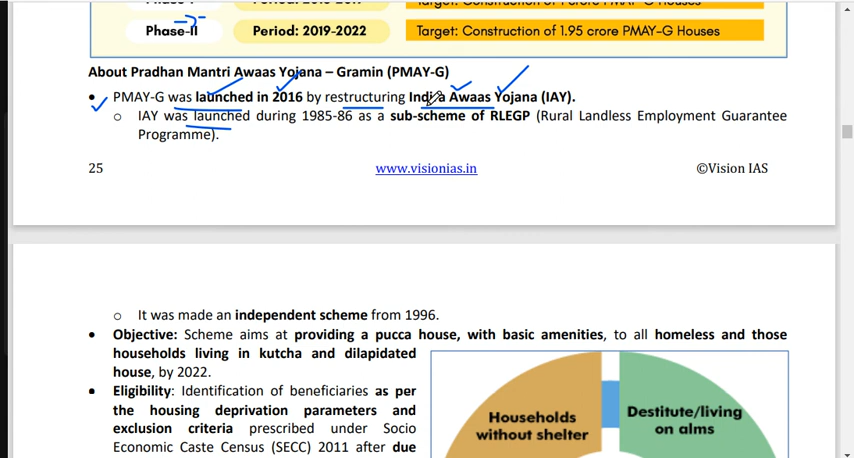 Phase-II
Period: 2019-2022
Target: Construction of 1.95 crore PMAY-G Houses
About Pradhan Mantri Awaas Yojana – Gramin (PMAY-G)
• PMAY-G was launched in 2016 by restructuring India Awaas Yojana (IAY).
o IAY was launched during 1985-86 as a sub-scheme of RLEGP (Rural Landless Employment Guarantee
Programme).
25 www.visionias.in ©Vision IAS
o It was made an independent scheme from 1996.
• Objective: Scheme aims at providing a pucca house, with basic amenities, to all homeless and those
households living in kutcha and dilapidated
house, by 2022.
• Eligibility: Identification of beneficiaries as per
the housing deprivation parameters and
exclusion criteria prescribed under Socio
Economic Caste Census (SECC) 2011 after due
Households
without shelter
Destitute/living
on alms